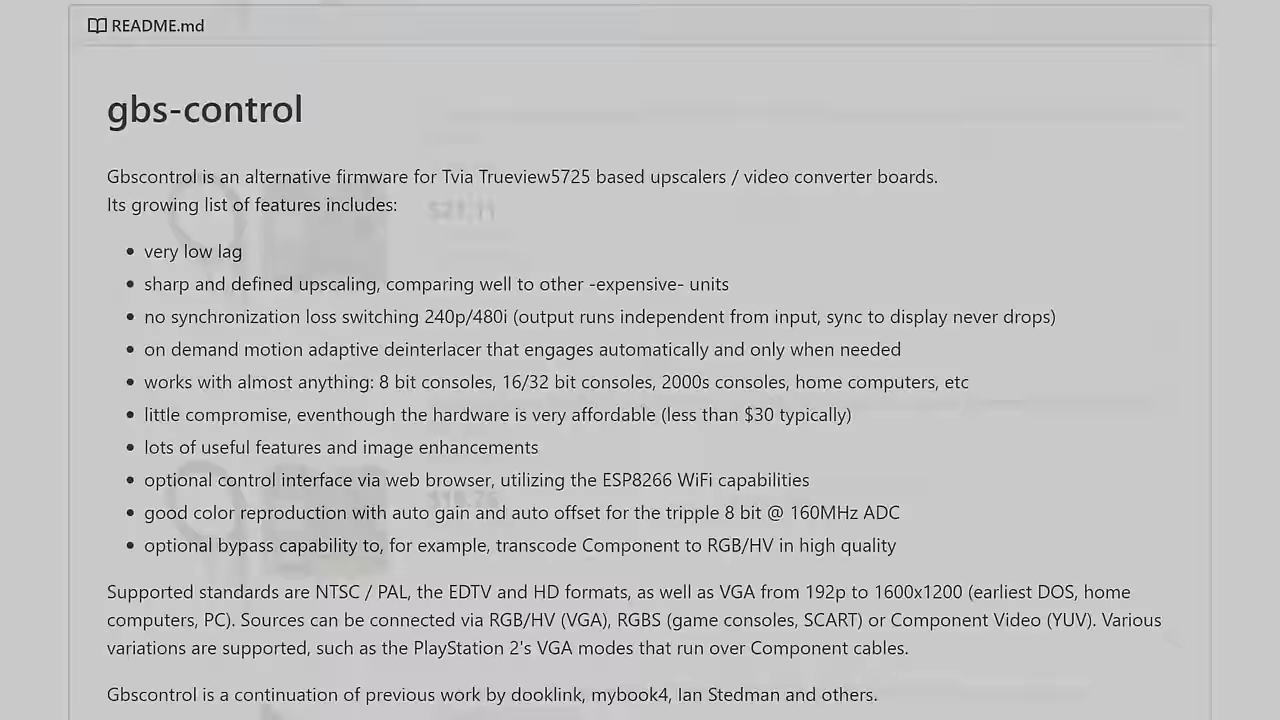 README.md
gbs-control
Gbscontrol is an alternative firmware for Tvia Trueview5725 based upscalers / video converter boards.
Its growing list of features includes:
• very low lag
• sharp and defined upscaling, comparing well to other -expensive- units
• no synchronization loss switching 240p/480i (output runs independent from input, sync to display never drops)
• on demand motion adaptive deinterlacer that engages automatically and only when needed
• works with almost anything: 8 bit consoles, 16/32 bit consoles, 2000s consoles, home computers, etc
• little compromise, eventhough the hardware is very affordable (less than $30 typically)
• lots of useful features and image enhancements
• optional control interface via web browser, utilizing the ESP8266 WiFi capabilities
• good color reproduction with auto gain and auto offset for the tripple 8 bit @ 160MHz ADC
• optional bypass capability to, for example, transcode Component to RGB/HV in high quality
Supported standards are NTSC / PAL, the EDTV and HD formats, as well as VGA from 192p to 1600x1200 (earliest DOS, home
computers, PC). Sources can be connected via RGB/HV (VGA), RGBS (game consoles, SCART) or Component Video (YUV). Various
variations are supported, such as the PlayStation 2's VGA modes that run over Component cables.
Gbscontrol is a continuation of previous work by dooklink, mybook4, Ian Stedman and others.